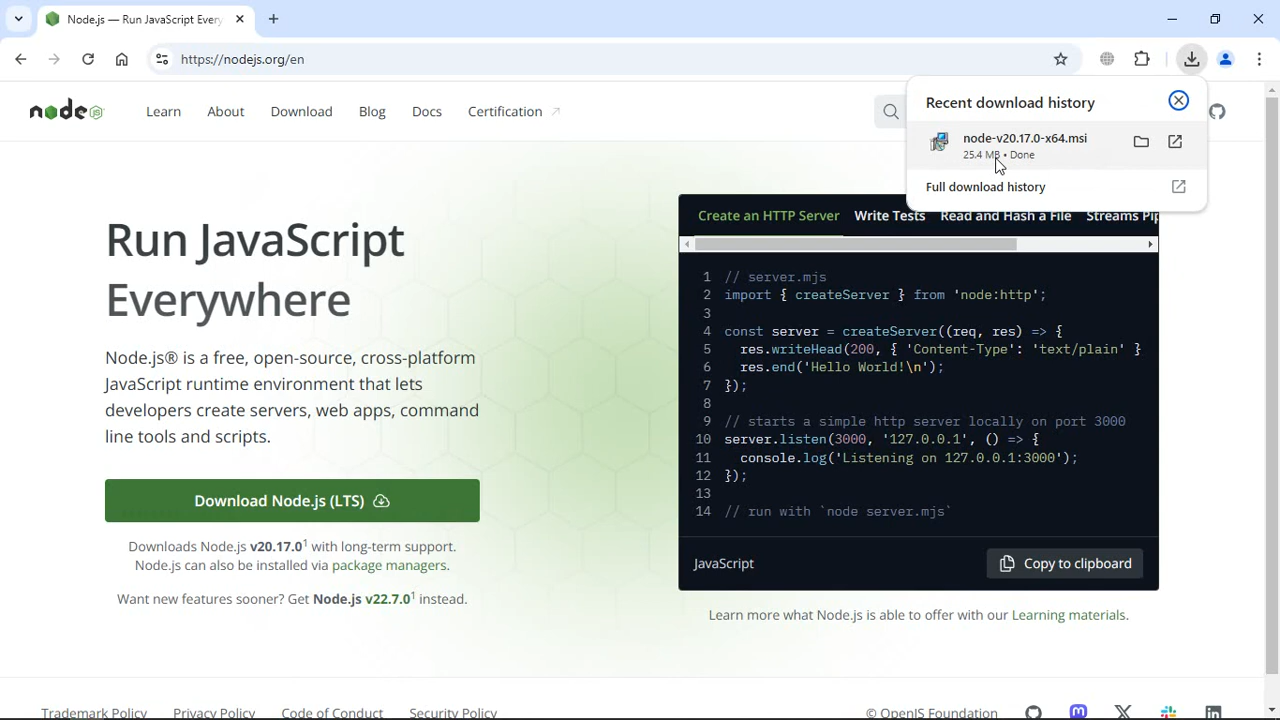 Node.js — Run JavaScript Every
https://nodejs.org/en
node
Learn
About
Download
Blog
Docs
Certification
Recent download history
node-v20.17.0-x64.msi
25.4 MB • Done
Full download history
Run JavaScript
Everywhere
Node.js® is a free, open-source, cross-platform
JavaScript runtime environment that lets
developers create servers, web apps, command
line tools and scripts.
Download Node.js (LTS)
Downloads Node.js v20.17.0¹ with long-term support.
Node.js can also be installed via package managers.
Want new features sooner? Get Node.js v22.7.0¹ instead.
Create an HTTP Server
Write Tests
Read and Hash a File
Streams Pip
1 // server.mjs
2 import { createServer } from 'node:http';
3
4 const server = createServer((req, res) => {
5 res.writeHead(200, { 'Content-Type': 'text/plain' }
6 res.end('Hello World!\n');
7 });
8
9 // starts a simple http server locally on port 3000
10 server.listen(3000, '127.0.0.1', () => {
11 console.log('Listening on 127.0.0.1:3000');
12 });
13
14 // run with `node server.mjs`
JavaScript
Copy to clipboard
Learn more what Node.js is able to offer with our Learning materials.
Trademark Policy
Privacy Policy
Code of Conduct
Security Policy
© OpenJS Foundation